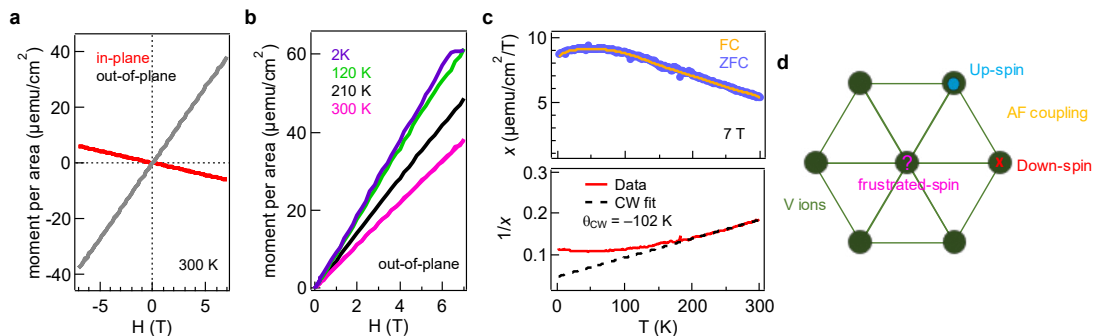 a
moment per area (μemu/cm²)
40
20
0
-20
-40
in-plane
out-of-plane
300 K
-5
0
5
H (T)
b
moment per area (μemu/cm²)
60
40
20
0
2K
120 K
210 K
300 K
out-of-plane
0
2
4
6
H (T)
c
x (μemu/cm²/T)
10
5
FC
ZFC
7 T
1/x
0.3
0.2
0.1
Data
CW fit
θCW = –102 K
0
100
200
300
T (K)
d
Up-spin
AF coupling
?
X
Down-spin
frustrated-spin
V ions